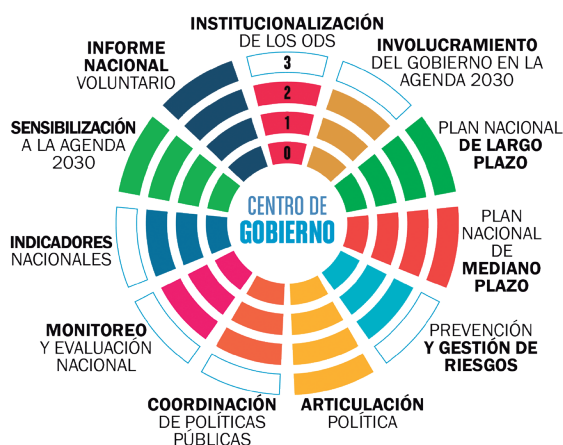 INSTITUCIONALIZACIÓN
DE LOS ODS
INVOLUCRAMIENTO
DEL GOBIERNO EN LA
AGENDA 2030
PLAN NACIONAL
DE LARGO
PLAZO
PLAN
NACIONAL
DE
MEDIANO
PLAZO
PREVENCIÓN
Y GESTIÓN DE
RIESGOS
ARTICULACIÓN
POLÍTICA
COORDINACIÓN
DE POLÍTICAS
PÚBLICAS
MONITOREO
Y EVALUACIÓN
NACIONAL
INDICADORES
NACIONALES
SENSIBILIZACIÓN
A LA AGENDA
2030
INFORME
NACIONAL
VOLUNTARIO
3
2
1
0
CENTRO DE
GOBIERNO